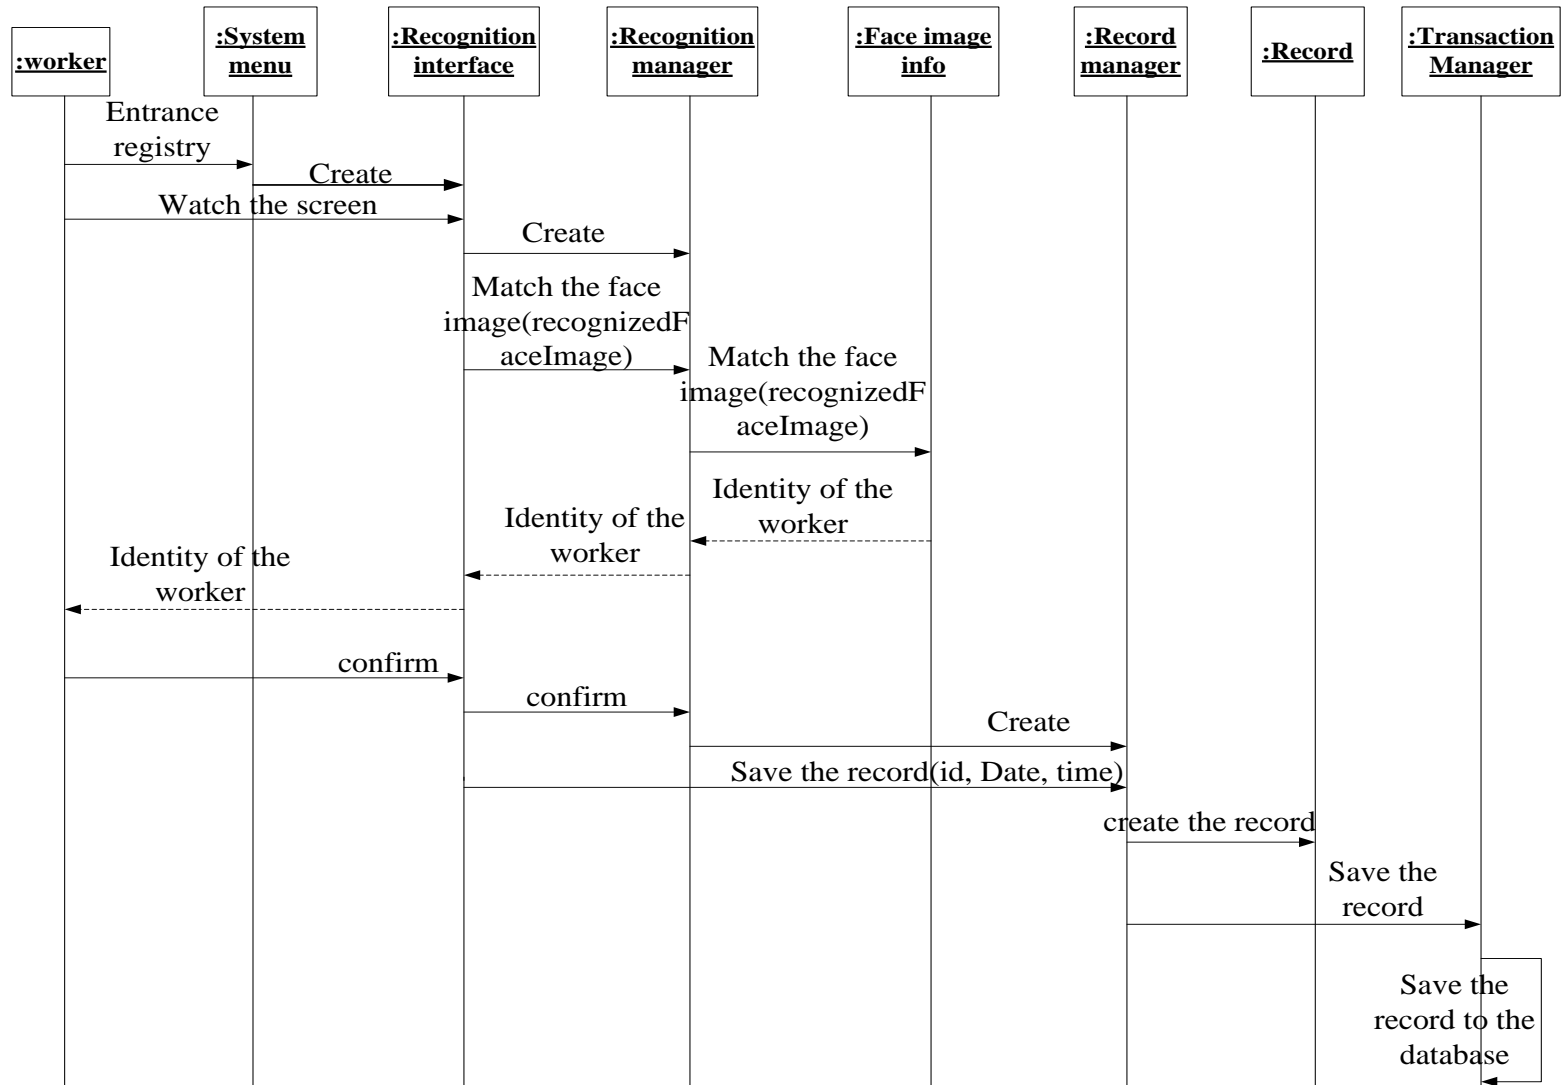 :worker
:System
menu
:Recognition
interface
:Recognition
manager
:Face image
info
:Record
manager
:Record
:Transaction
Manager
Entrance
registry
Create
Watch the screen
Create
Match the face
image(recognizedF
aceImage)
Match the face
image(recognizedF
aceImage)
Identity of the
worker
Identity of the
worker
Identity of the
worker
confirm
confirm
Create
Save the record(id, Date, time)
create the record
Save the
record
Save the
record to the
database